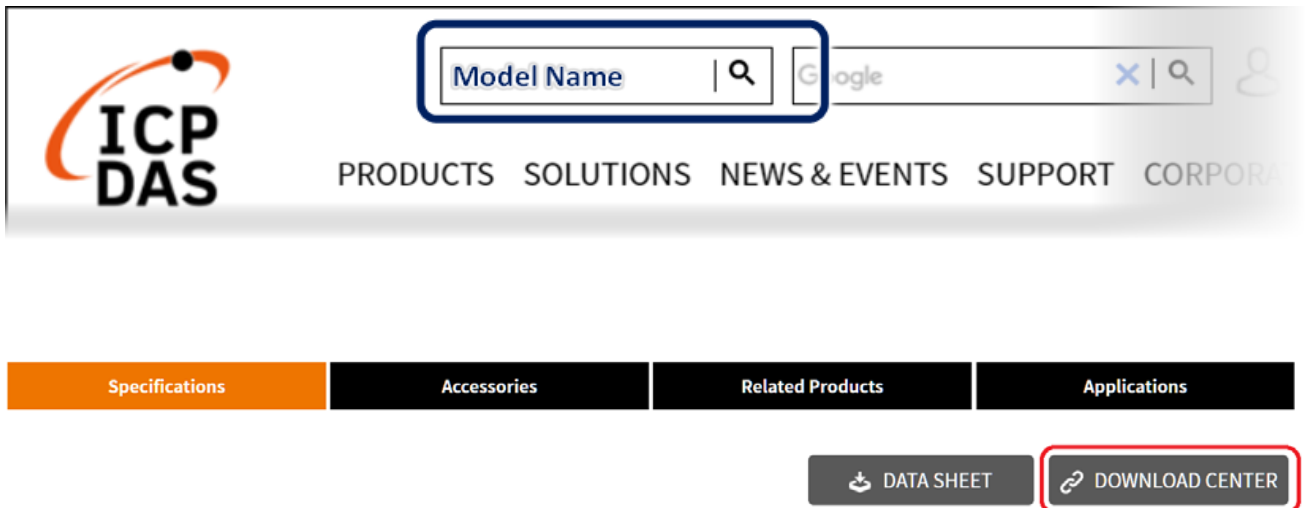 Model Name
Google
ICP
DAS
PRODUCTS SOLUTIONS NEWS & EVENTS SUPPORT CORPORA
Specifications Accessories Related Products Applications
DATA SHEET DOWNLOAD CENTER